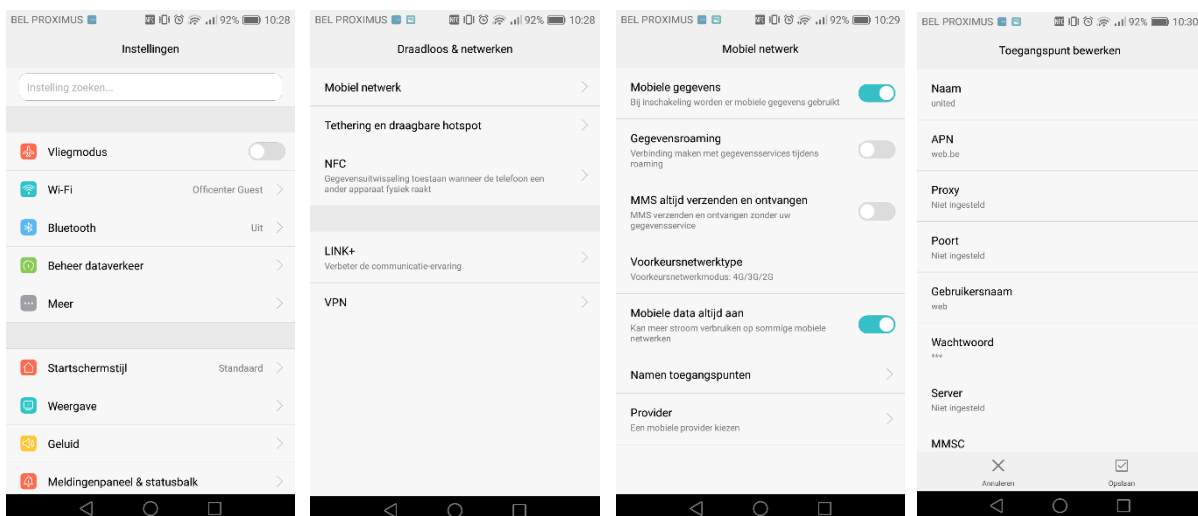 BEL PROXIMUS 92% 10:28
Instellingen
Instelling zoeken...
Vliegmodus
Wi-Fi Officenter Guest
Bluetooth Uit
Beheer dataverkeer
Meer
Startschermstijl Standaard
Weergave
Geluid
Meldingenpaneel & statusbalk
BEL PROXIMUS 92% 10:28
Draadloos & netwerken
Mobiel netwerk
Tethering en draagbare hotspot
NFC
Gegevensuitwisseling toestaan wanneer de telefoon een
ander apparaat fysiek raakt
LINK+
Verbeter de communicatie-ervaring
VPN
BEL PROXIMUS 92% 10:29
Mobiel netwerk
Mobiele gegevens
Bij inschakeling worden er mobiele gegevens gebruikt
Gegevensroaming
Verbinding maken met gegevensservices tijdens
roaming
MMS altijd verzenden en ontvangen
MMS verzenden en ontvangen zonder uw
gegevensservice
Voorkeursnetwerktype
Voorkeursnetwerkmodus: 4G/3G/2G
Mobiele data altijd aan
Kan meer stroom verbruiken op sommige mobiele
netwerken
Namen toegangspunten
Provider
Een mobiele provider kiezen
BEL PROXIMUS 92% 10:30
Toegangspunt bewerken
Naam
united
APN
web.be
Proxy
Niet ingesteld
Poort
Niet ingesteld
Gebruikersnaam
web
Wachtwoord
***
Server
Niet ingesteld
MMSC
Annuleren Opslaan